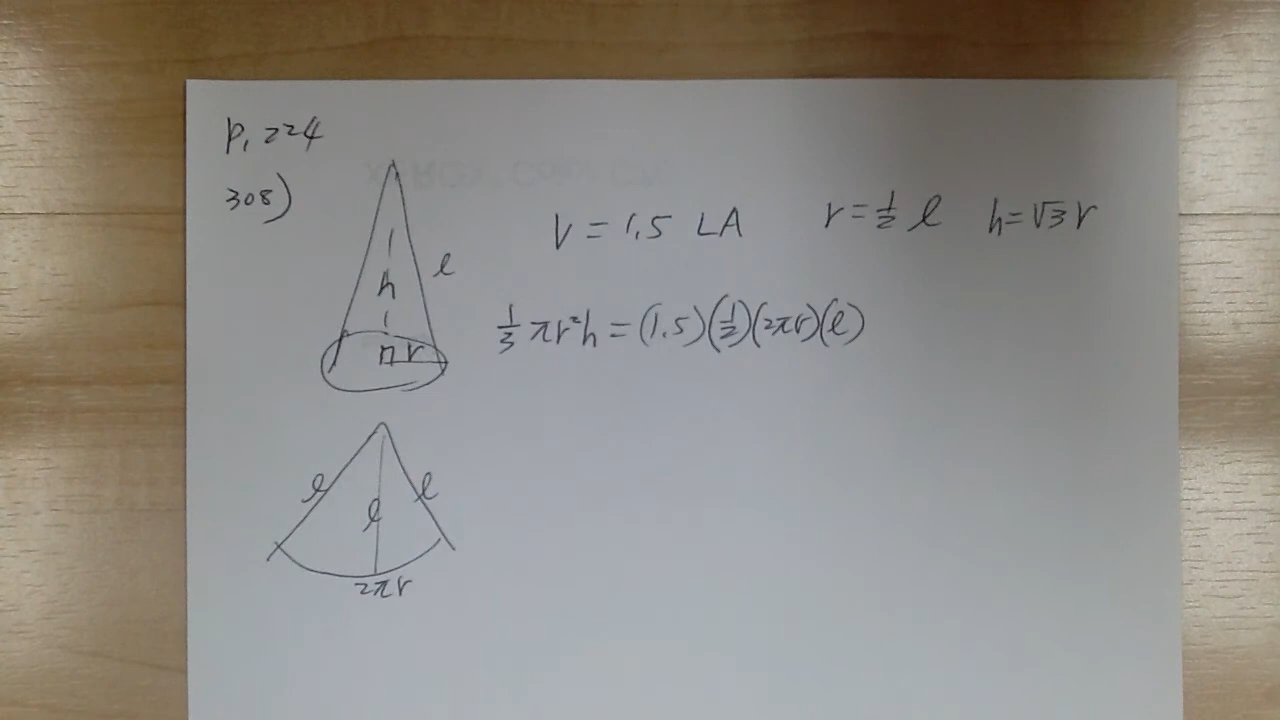 P. 224
308)
V = 1.5 LA r = ½ l h = √3 r
⅓ πr²h = (1.5)(½)(2πr)(l)
l
h
r
l l
l
2πr